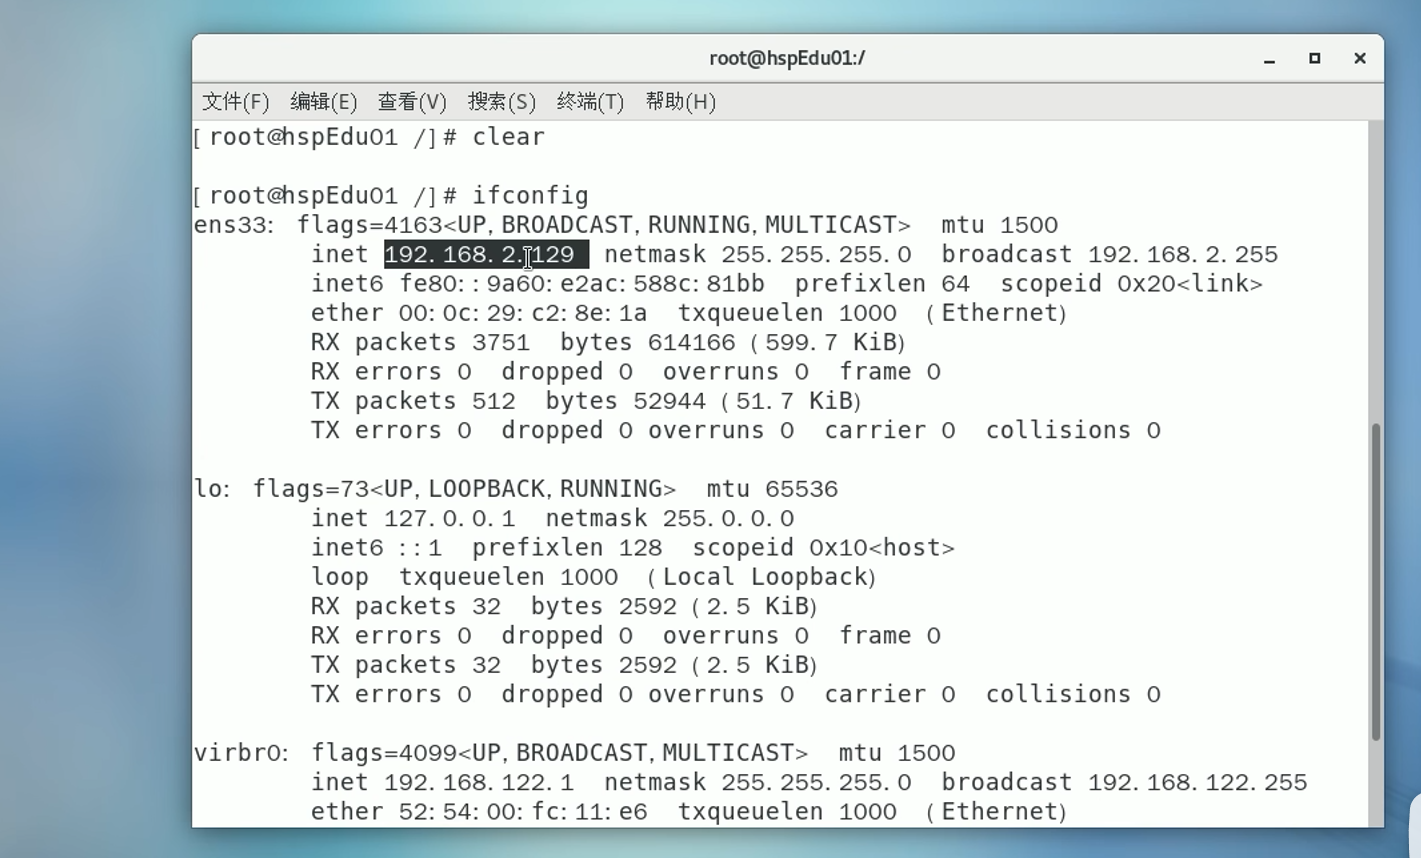 root@hspEdu01:/
文件(F) 编辑(E) 查看(V) 搜索(S) 终端(T) 帮助(H)
[root@hspEdu01 /]# clear
[root@hspEdu01 /]# ifconfig
ens33: flags=4163<UP,BROADCAST,RUNNING,MULTICAST>  mtu 1500
inet 192.168.2.129  netmask 255.255.255.0  broadcast 192.168.2.255
inet6 fe80::9a60:e2ac:588c:81bb  prefixlen 64  scopeid 0x20<link>
ether 00:0c:29:c2:8e:1a  txqueuelen 1000  (Ethernet)
RX packets 3751  bytes 614166 (599.7 KiB)
RX errors 0  dropped 0  overruns 0  frame 0
TX packets 512  bytes 52944 (51.7 KiB)
TX errors 0  dropped 0 overruns 0  carrier 0  collisions 0
lo: flags=73<UP,LOOPBACK,RUNNING>  mtu 65536
inet 127.0.0.1  netmask 255.0.0.0
inet6 ::1  prefixlen 128  scopeid 0x10<host>
loop  txqueuelen 1000  (Local Loopback)
RX packets 32  bytes 2592 (2.5 KiB)
RX errors 0  dropped 0  overruns 0  frame 0
TX packets 32  bytes 2592 (2.5 KiB)
TX errors 0  dropped 0 overruns 0  carrier 0  collisions 0
virbr0: flags=4099<UP,BROADCAST,MULTICAST>  mtu 1500
inet 192.168.122.1  netmask 255.255.255.0  broadcast 192.168.122.255
ether 52:54:00:fc:11:e6  txqueuelen 1000  (Ethernet)